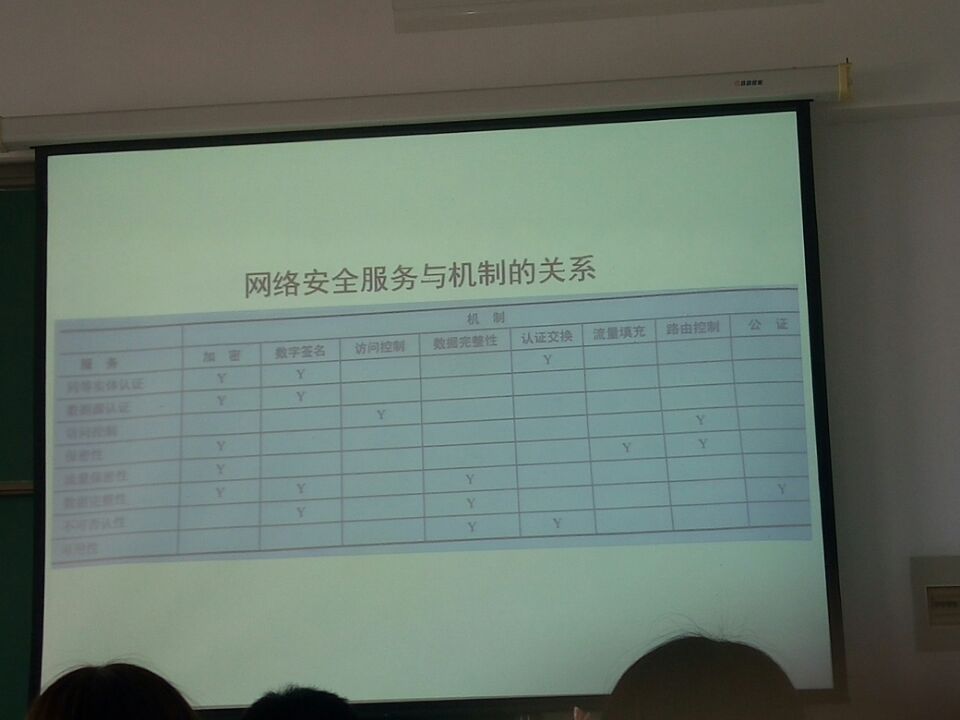 网络安全服务与机制的关系
机 制
服 务 加 密 数字签名 访问控制 数据完整性 认证交换 流量填充 路由控制 公 证
同等实体认证 Y Y Y
数据源认证 Y Y
访问控制 Y
保密性 Y Y
流量保密性 Y Y Y
数据完整性 Y Y Y
不可否认性 Y Y Y
可用性 Y Y